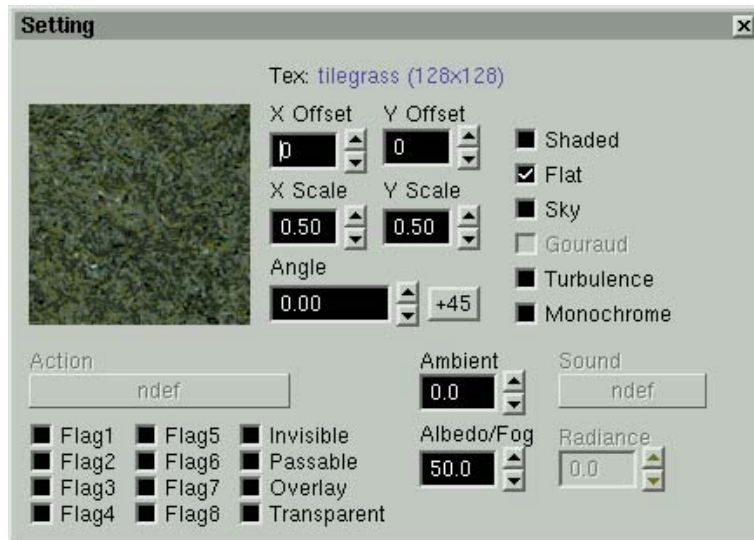 Setting
Tex: tilegrass (128x128)
X Offset Y Offset
0 0
Shaded
Flat
X Scale Y Scale
Sky
0.50 0.50
Gouraud
Angle
Turbulence
0.00 +45
Monochrome
Action Ambient Sound
ndef 0.0 ndef
Flag1 Flag5 Invisible Albedo/Fog Radiance
Flag2 Flag6 Passable 50.0 0.0
Flag3 Flag7 Overlay
Flag4 Flag8 Transparent